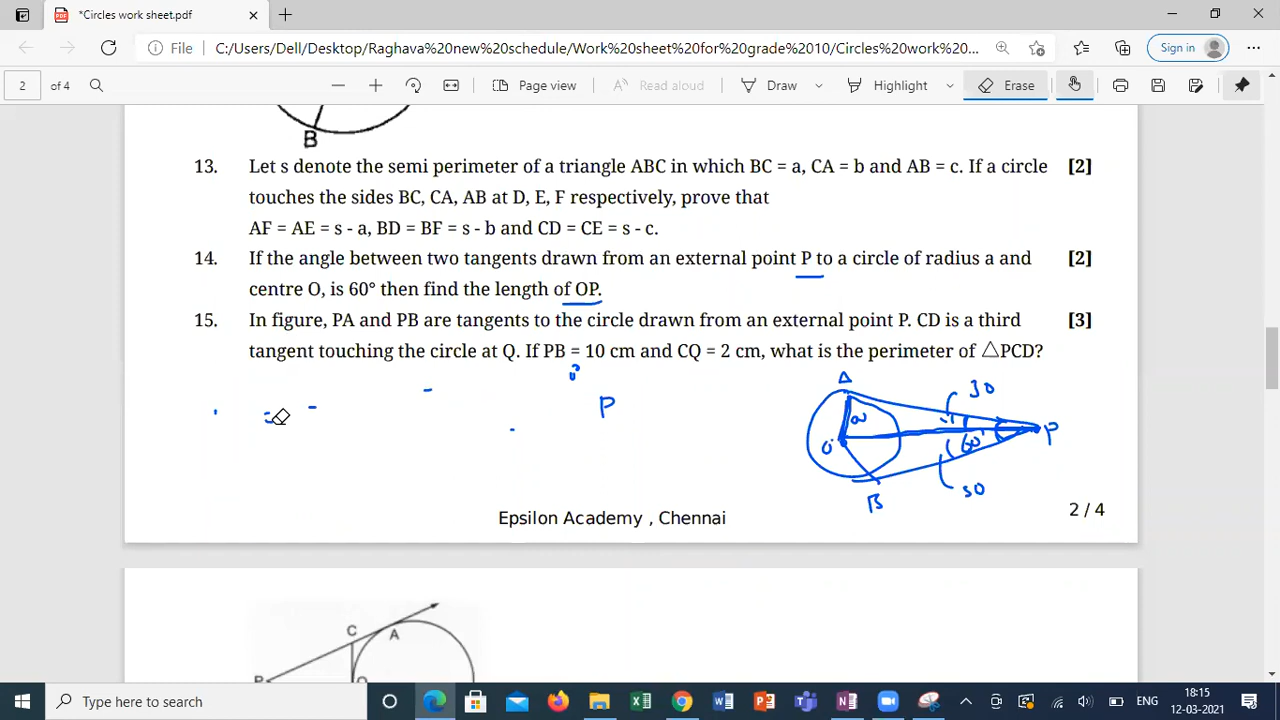 *Circles work sheet.pdf
File
C:/Users/Dell/Desktop/Raghava%20new%20schedule/Work%20sheet%20for%20grade%2010/Circles%20work%20...
Sign in
2 of 4
Page view
Read aloud
Draw
Highlight
Erase
B
13. Let s denote the semi perimeter of a triangle ABC in which BC = a, CA = b and AB = c. If a circle [2]
touches the sides BC, CA, AB at D, E, F respectively, prove that
AF = AE = s - a, BD = BF = s - b and CD = CE = s - c.
14. If the angle between two tangents drawn from an external point P to a circle of radius a and [2]
centre O, is 60° then find the length of OP.
15. In figure, PA and PB are tangents to the circle drawn from an external point P. CD is a third [3]
tangent touching the circle at Q. If PB = 10 cm and CQ = 2 cm, what is the perimeter of △PCD?
P
A
30
a
O
60°
P
30
B
Epsilon Academy , Chennai
2 / 4
C
A
Type here to search
ENG
18:15
12-03-2021